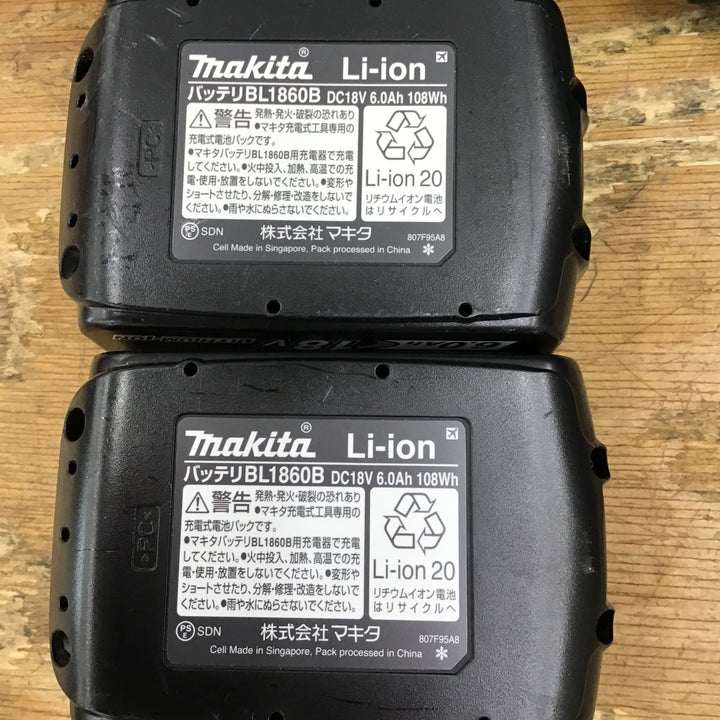 makita® Li-ion
バッテリBL1860B DC18V 6.0Ah 108Wh
警告 発熱・発火・破裂の恐れあり
●マキタ充電式工具専用の
充電式電池パックです。
●マキタバッテリBL1860B用充電器で充電
してください。●火中投入、加熱、高温での充
電・使用・放置をしないでください。●変形や
ショートさせたり、分解・修理・改造をしないで
ください。●雨や水にぬらさないでください。
Li-ion 20
リチウムイオン電池
はリサイクルへ
PS
E SDN 株式会社マキタ 807F95A8
Cell Made in Singapore, Pack processed in China ✻
>PC<
6.0Ah 18V LITHIUM-ION
makita® Li-ion
バッテリBL1860B DC18V 6.0Ah 108Wh
警告 発熱・発火・破裂の恐れあり
●マキタ充電式工具専用の
充電式電池パックです。
●マキタバッテリBL1860B用充電器で充電
してください。●火中投入、加熱、高温での充
電・使用・放置をしないでください。●変形や
ショートさせたり、分解・修理・改造をしないで
ください。●雨や水にぬらさないでください。
Li-ion 20
リチウムイオン電池
はリサイクルへ
PS
E SDN 株式会社マキタ 807F95A8
Cell Made in Singapore, Pack processed in China ✻
>PC<